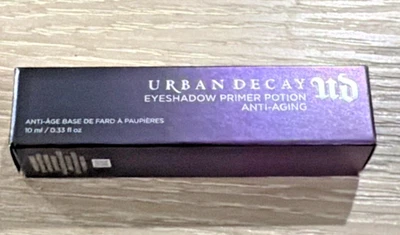 URBAN DECAY
EYESHADOW PRIMER POTION
ANTI-AGING
UD
ANTI-ÂGE BASE DE FARD À PAUPIÈRES
10 ml / 0.33 fl oz